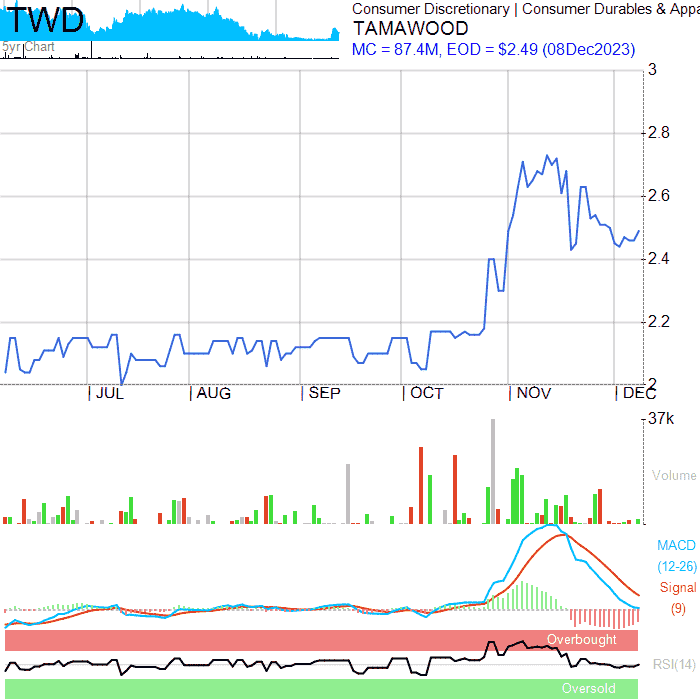 TWD
5yr Chart
Consumer Discretionary | Consumer Durables & Appa
TAMAWOOD
MC = 87.4M, EOD = $2.49 (08Dec2023)
3
2.8
2.6
2.4
2.2
2
JUL AUG SEP OCT NOV DEC
37k
Volume
MACD
(12-26)
Signal
(9)
Overbought
RSI(14)
Oversold